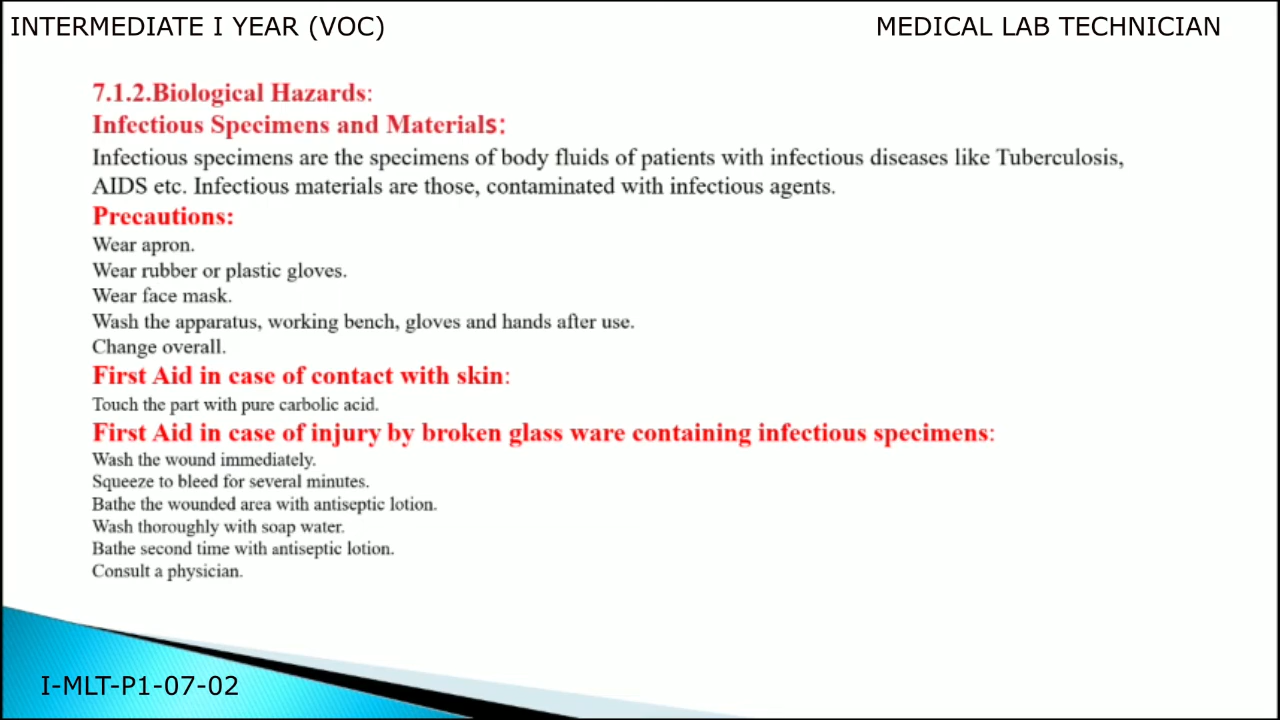 INTERMEDIATE I YEAR (VOC)
MEDICAL LAB TECHNICIAN
7.1.2.Biological Hazards:
Infectious Specimens and Materials:
Infectious specimens are the specimens of body fluids of patients with infectious diseases like Tuberculosis,
AIDS etc. Infectious materials are those, contaminated with infectious agents.
Precautions:
Wear apron.
Wear rubber or plastic gloves.
Wear face mask.
Wash the apparatus, working bench, gloves and hands after use.
Change overall.
First Aid in case of contact with skin:
Touch the part with pure carbolic acid.
First Aid in case of injury by broken glass ware containing infectious specimens:
Wash the wound immediately.
Squeeze to bleed for several minutes.
Bathe the wounded area with antiseptic lotion.
Wash thoroughly with soap water.
Bathe second time with antiseptic lotion.
Consult a physician.
I-MLT-P1-07-02